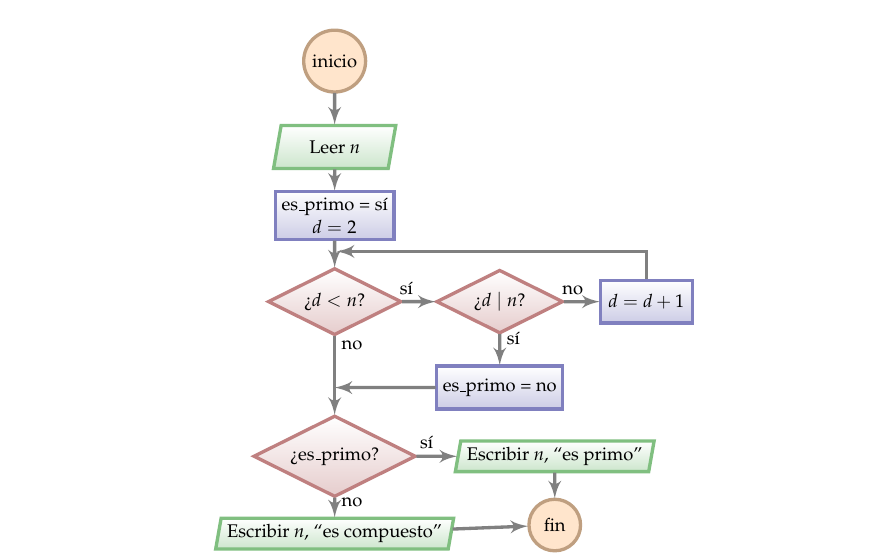 inicio
Leer n
es_primo = sí
d = 2
¿d < n?
sí
¿d | n?
no
d = d + 1
no
sí
es_primo = no
¿es_primo?
sí
Escribir n, “es primo”
no
Escribir n, “es compuesto”
fin